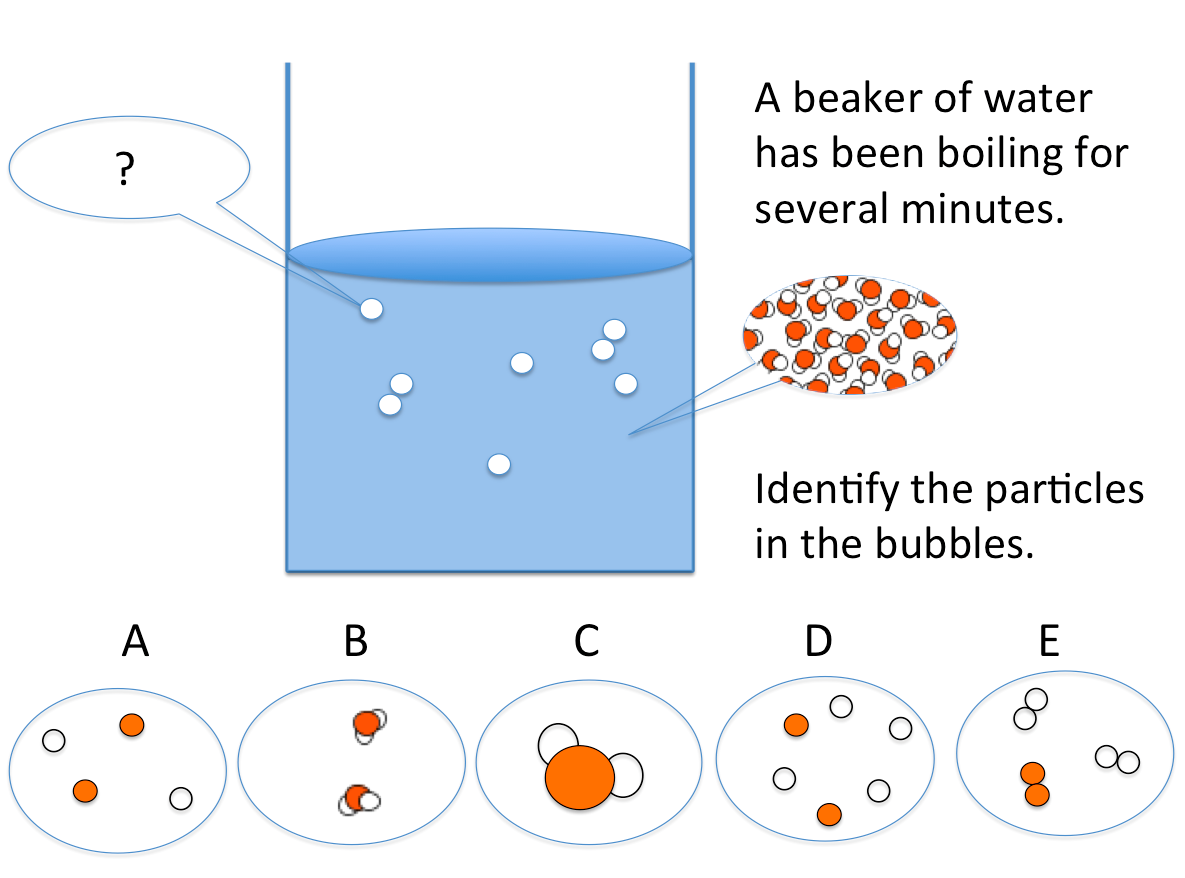 A beaker of water
has been boiling for
several minutes.
?
Identify the particles
in the bubbles.
A B C D E